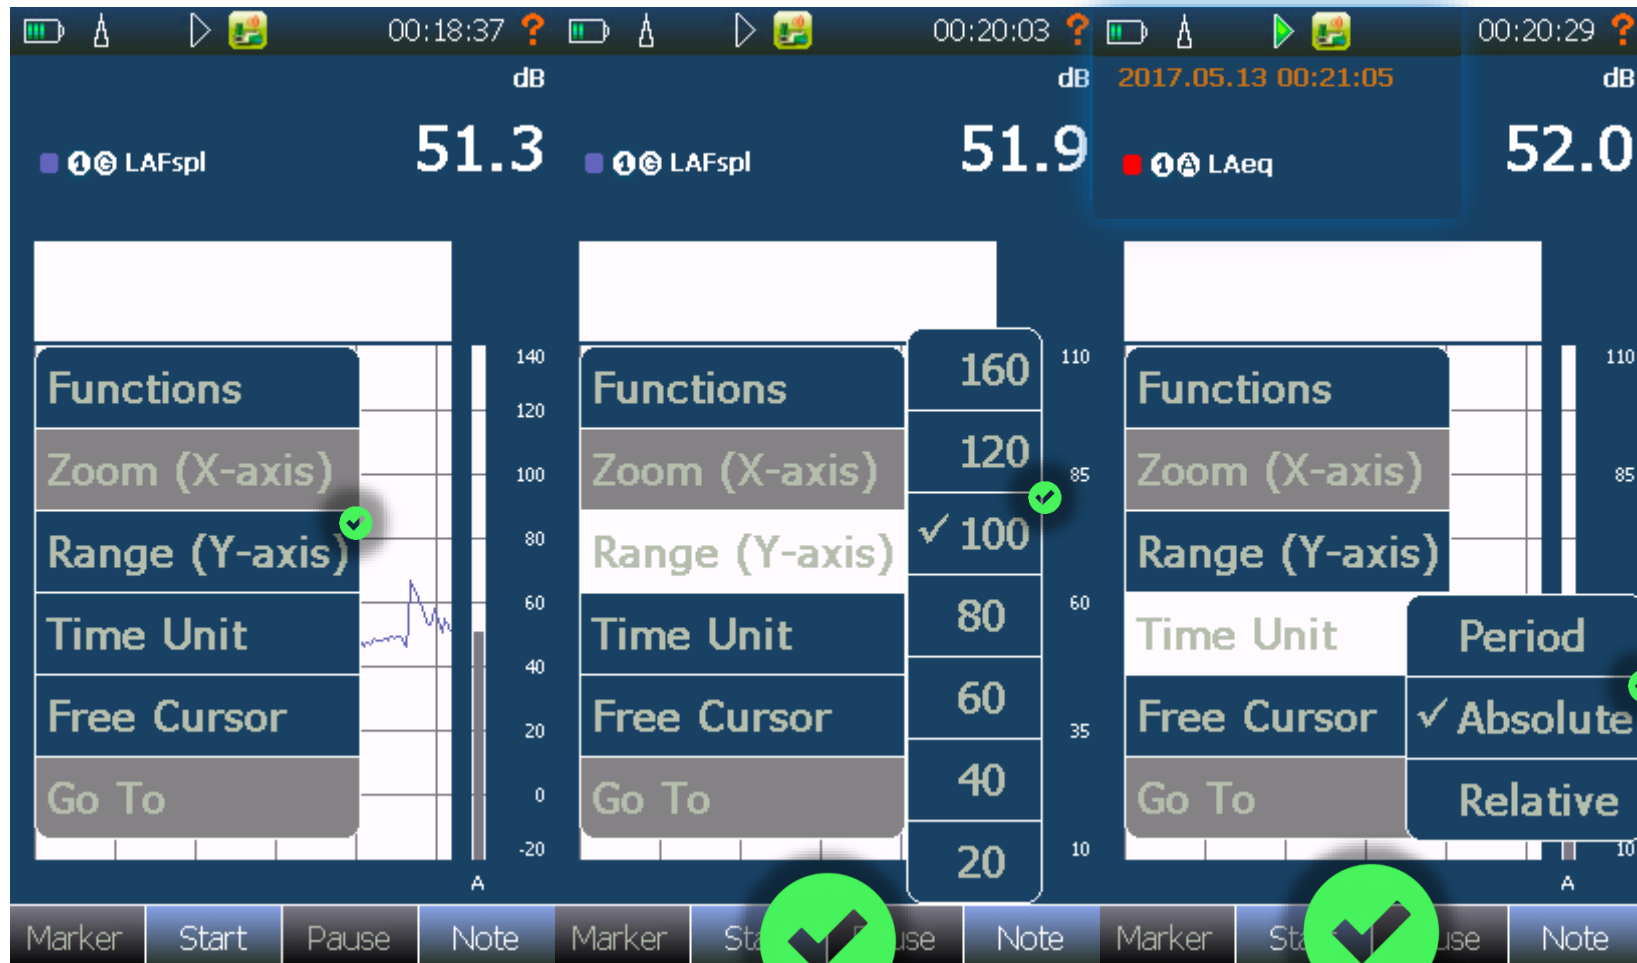 00:18:37 ?
dB
1 G LAFspl 51.3
Functions
Zoom (X-axis)
Range (Y-axis)
Time Unit
Free Cursor
Go To
140
120
100
80
60
40
20
0
-20
A
Marker Start Pause Note
00:20:03 ?
dB
1 G LAFspl 51.9
Functions
Zoom (X-axis)
Range (Y-axis)
Time Unit
Free Cursor
Go To
160
120
✓ 100
80
60
40
20
110
85
60
35
10
Marker Note
00:20:29 ?
2017.05.13 00:21:05 dB
1 A LAeq 52.0
Functions
Zoom (X-axis)
Range (Y-axis)
Time Unit
Free Cursor
Go To
Period
✓ Absolute
Relative
110
85
10
A
Marker Note